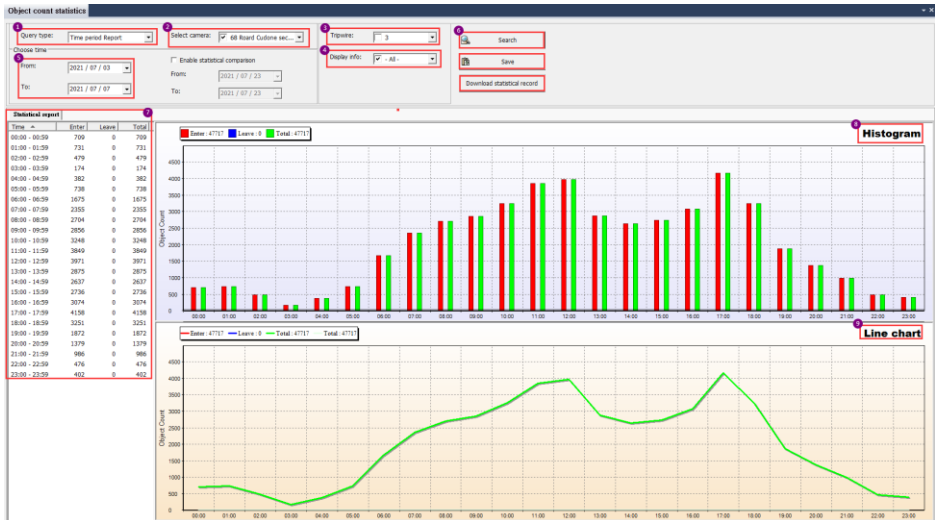 Object count statistics
1
Query type:
Time period Report
2
Select camera:
68 Roard Cudone sec...
3
Tripwire:
3
4
Display info:
- All-
6
Search
Save
Download statistical record
Choose time
5
From:
2021 / 07 / 03
To:
2021 / 07 / 07
Enable statistical comparison
From:
2021 / 07 / 23
To:
2021 / 07 / 23
Statistical report
7
Time Enter Leave Total
00:00 - 00:59 709 0 709
01:00 - 01:59 731 0 731
02:00 - 02:59 479 0 479
03:00 - 03:59 174 0 174
04:00 - 04:59 382 0 382
05:00 - 05:59 738 0 738
06:00 - 06:59 1675 0 1675
07:00 - 07:59 2355 0 2355
08:00 - 08:59 2704 0 2704
09:00 - 09:59 2856 0 2856
10:00 - 10:59 3248 0 3248
11:00 - 11:59 3849 0 3849
12:00 - 12:59 3971 0 3971
13:00 - 13:59 2875 0 2875
14:00 - 14:59 2637 0 2637
15:00 - 15:59 2736 0 2736
16:00 - 16:59 3074 0 3074
17:00 - 17:59 4158 0 4158
18:00 - 18:59 3251 0 3251
19:00 - 19:59 1872 0 1872
20:00 - 20:59 1379 0 1379
21:00 - 21:59 986 0 986
22:00 - 22:59 476 0 476
23:00 - 23:59 402 0 402
Enter : 47717 Leave : 0 Total : 47717
8
Histogram
Object Count
4500
4000
3500
3000
2500
2000
1500
1000
500
0
00:00 01:00 02:00 03:00 04:00 05:00 06:00 07:00 08:00 09:00 10:00 11:00 12:00 13:00 14:00 15:00 16:00 17:00 18:00 19:00 20:00 21:00 22:00 23:00
Enter : 47717 Leave : 0 Total : 47717 Total : 47717
9
Line chart
Object Count
4500
4000
3500
3000
2500
2000
1500
1000
500
0
00:00 01:00 02:00 03:00 04:00 05:00 06:00 07:00 08:00 09:00 10:00 11:00 12:00 13:00 14:00 15:00 16:00 17:00 18:00 19:00 20:00 21:00 22:00 23:00